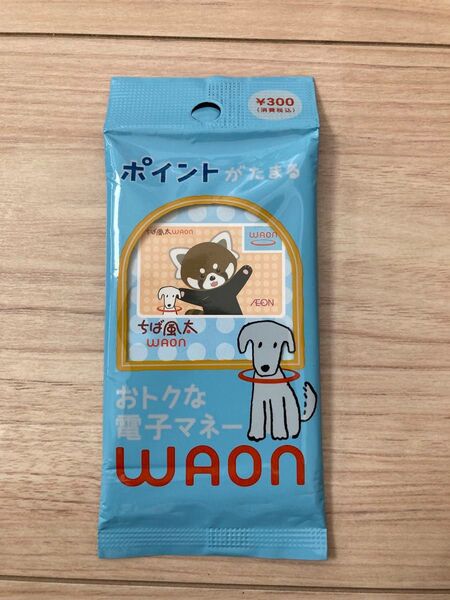 ¥300
(消費税込)
ポイントがたまる
ちば風太WAON
WAON
AEON
ちば風太
WAON
おトクな
電子マネー
WAON